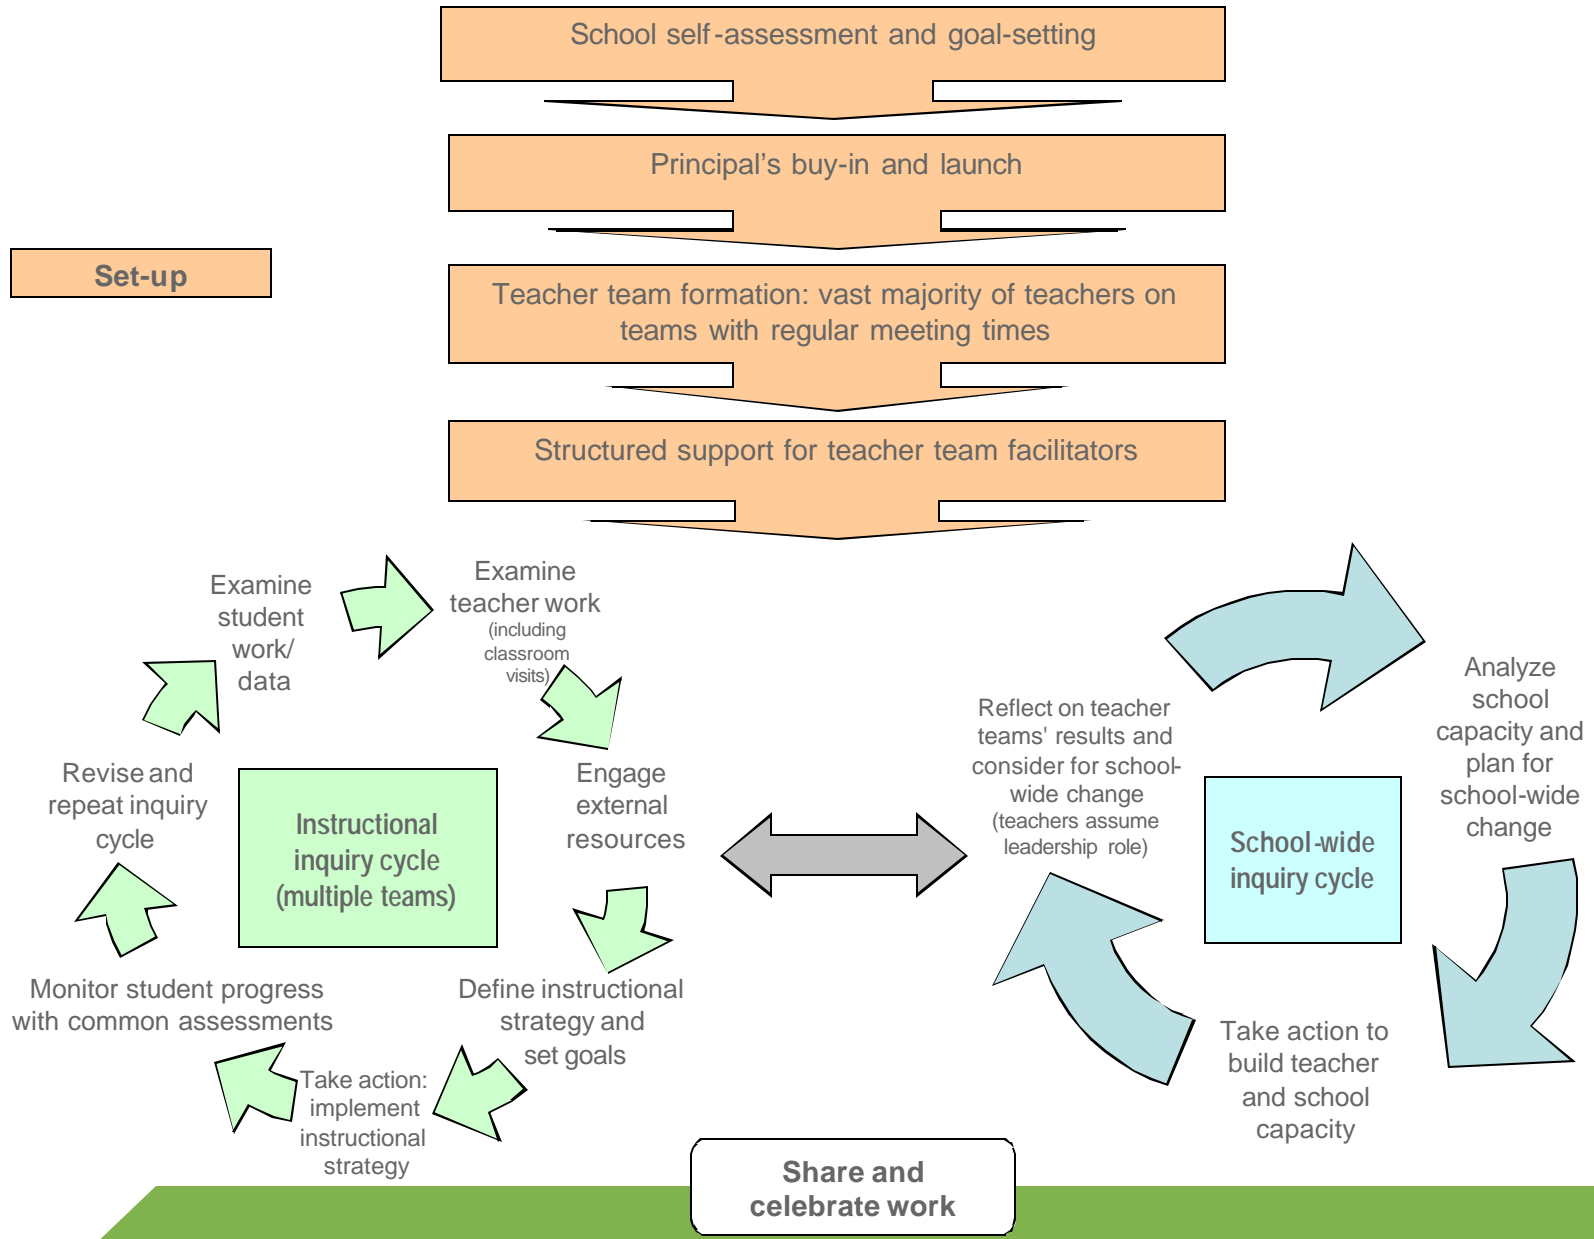 School self-assessment and goal-setting
Principal's buy-in and launch
Set-up
Teacher team formation: vast majority of teachers on
teams with regular meeting times
Structured support for teacher team facilitators
Examine
student
work/
data
Examine
teacher work
(including
classroom
visits)
Engage
external
resources
Define instructional
strategy and
set goals
Take action:
implement
instructional
strategy
Monitor student progress
with common assessments
Revise and
repeat inquiry
cycle
Instructional
inquiry cycle
(multiple teams)
Reflect on teacher
teams' results and
consider for school-
wide change
(teachers assume
leadership role)
Analyze
school
capacity and
plan for
school-wide
change
Take action to
build teacher
and school
capacity
School-wide
inquiry cycle
Share and
celebrate work